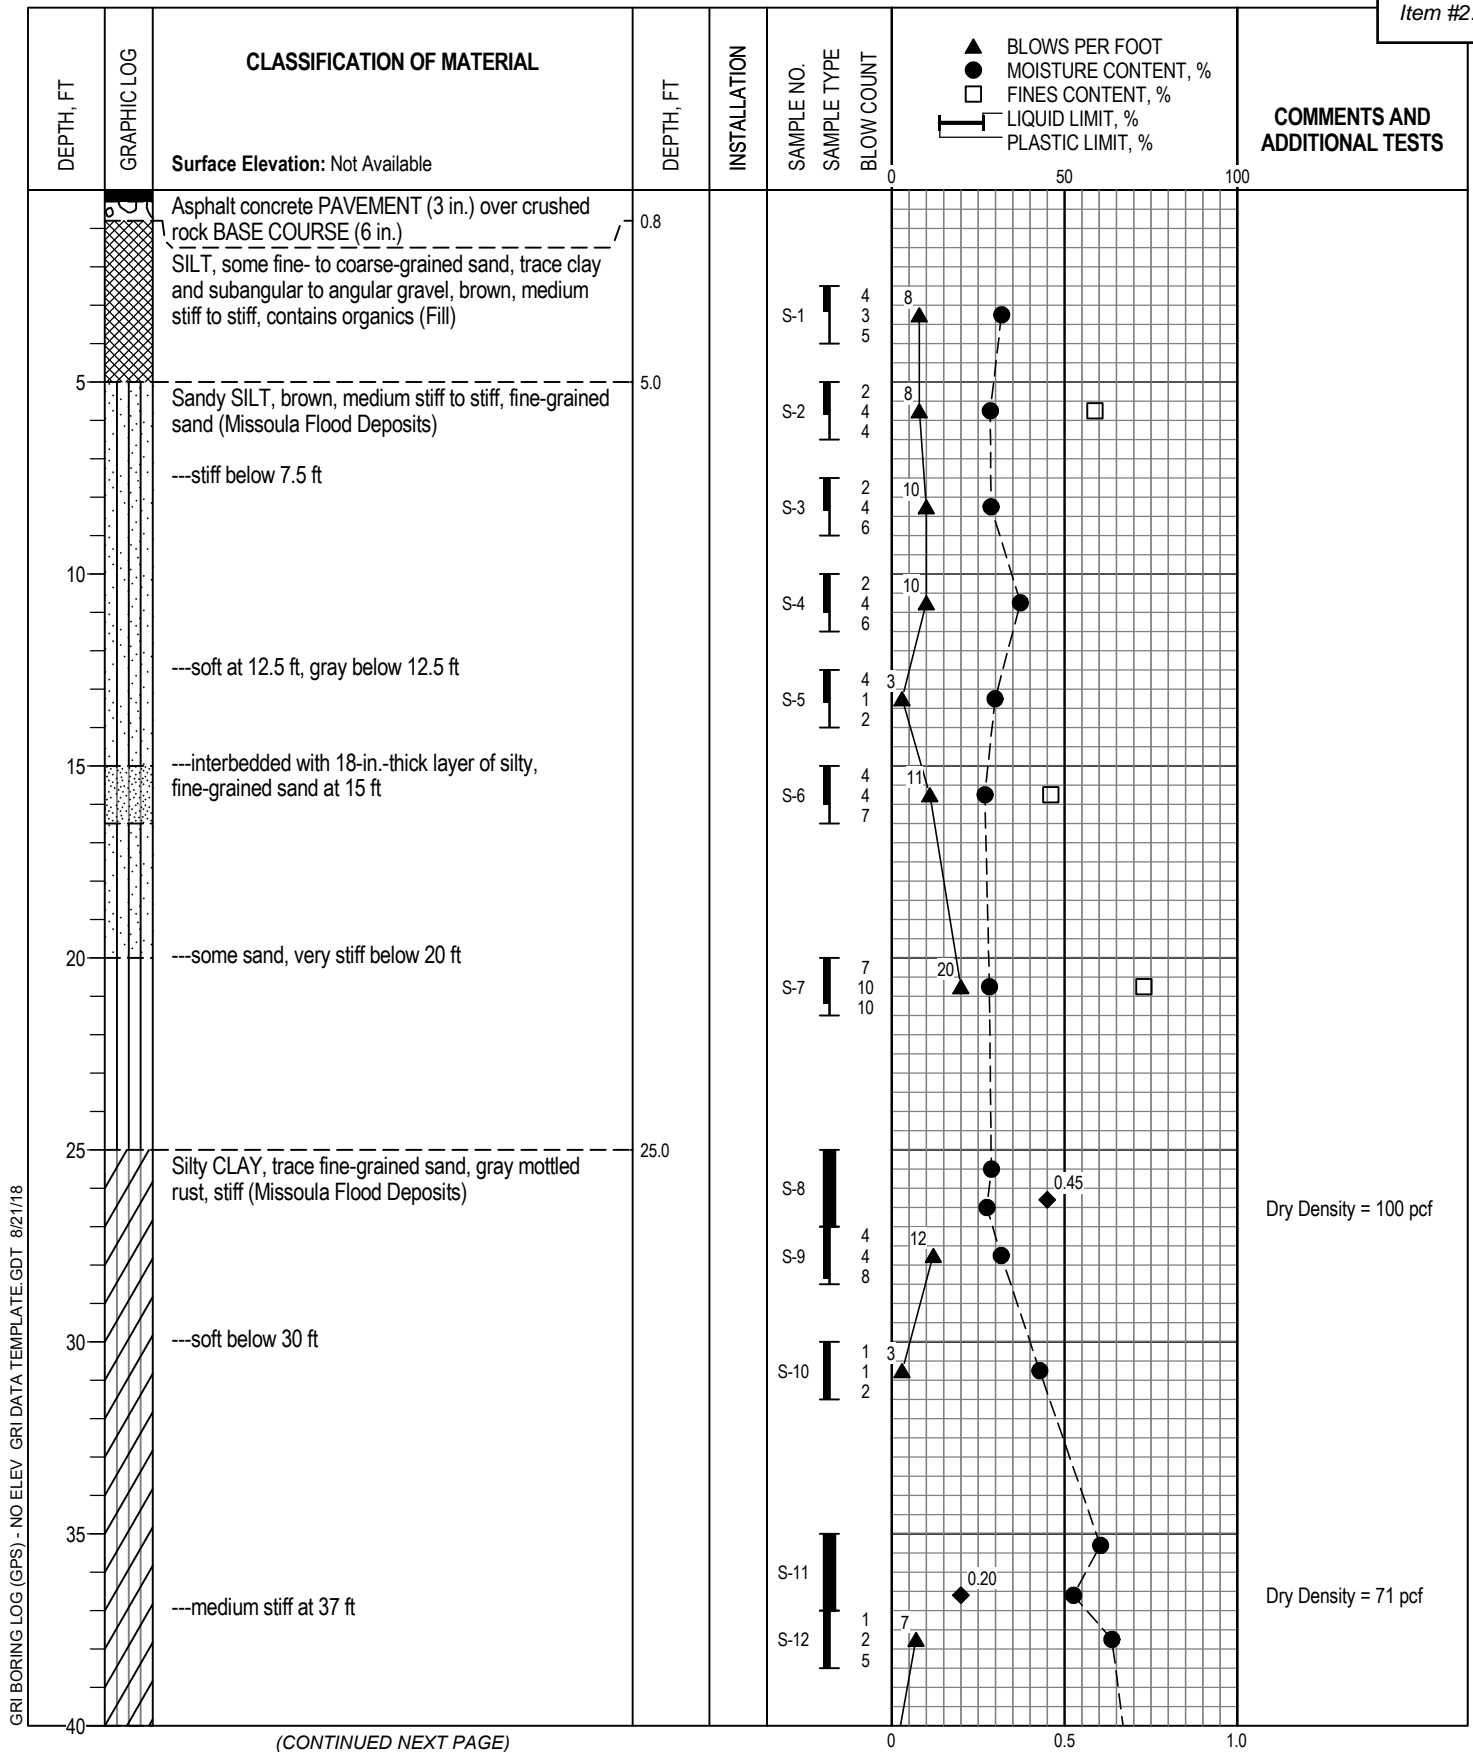 Item #2.
DEPTH, FT
GRAPHIC LOG
CLASSIFICATION OF MATERIAL
Surface Elevation: Not Available
DEPTH, FT
INSTALLATION
SAMPLE NO.
SAMPLE TYPE
BLOW COUNT
BLOWS PER FOOT
MOISTURE CONTENT, %
FINES CONTENT, %
LIQUID LIMIT, %
PLASTIC LIMIT, %
0 50 100
COMMENTS AND
ADDITIONAL TESTS
Asphalt concrete PAVEMENT (3 in.) over crushed
rock BASE COURSE (6 in.)
0.8
SILT, some fine- to coarse-grained sand, trace clay
and subangular to angular gravel, brown, medium
stiff to stiff, contains organics (Fill)
S-1
4
3
5
8
5
5.0
Sandy SILT, brown, medium stiff to stiff, fine-grained
sand (Missoula Flood Deposits)
S-2
2
4
4
8
---stiff below 7.5 ft
S-3
2
4
6
10
10
S-4
2
4
6
10
---soft at 12.5 ft, gray below 12.5 ft
S-5
4
1
2
3
15
---interbedded with 18-in.-thick layer of silty,
fine-grained sand at 15 ft
S-6
4
4
7
11
20
---some sand, very stiff below 20 ft
S-7
7
10
10
20
25
25.0
Silty CLAY, trace fine-grained sand, gray mottled
rust, stiff (Missoula Flood Deposits)
S-8
0.45
Dry Density = 100 pcf
S-9
4
4
8
12
30
---soft below 30 ft
S-10
1
1
2
3
35
S-11
0.20
Dry Density = 71 pcf
---medium stiff at 37 ft
S-12
1
2
5
7
40
(CONTINUED NEXT PAGE)
0 0.5 1.0
GRI BORING LOG (GPS) - NO ELEV GRI DATA TEMPLATE.GDT 8/21/18